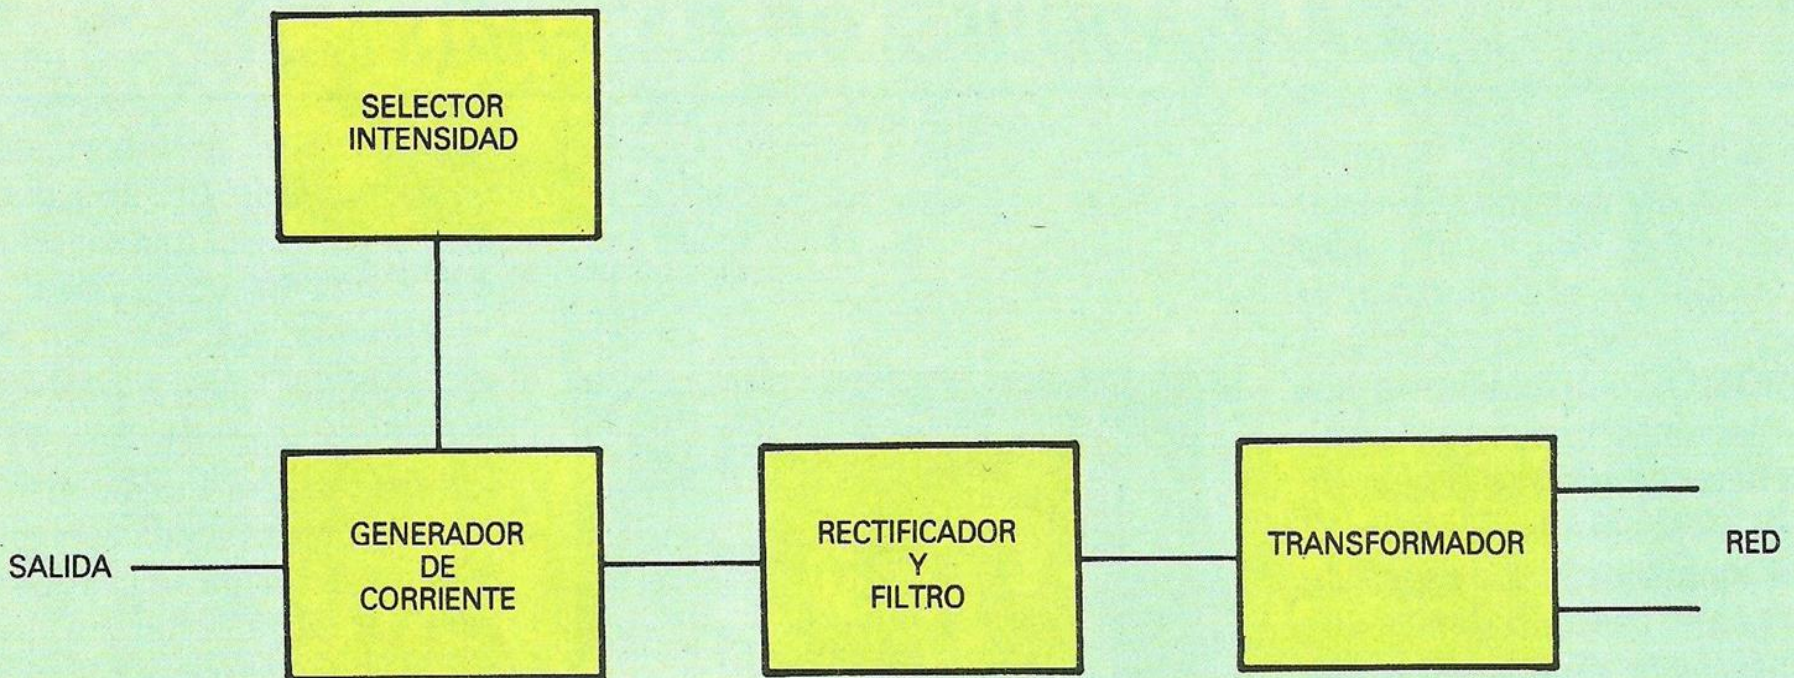 SELECTOR
INTENSIDAD
SALIDA
GENERADOR
DE
CORRIENTE
RECTIFICADOR
Y
FILTRO
TRANSFORMADOR
RED